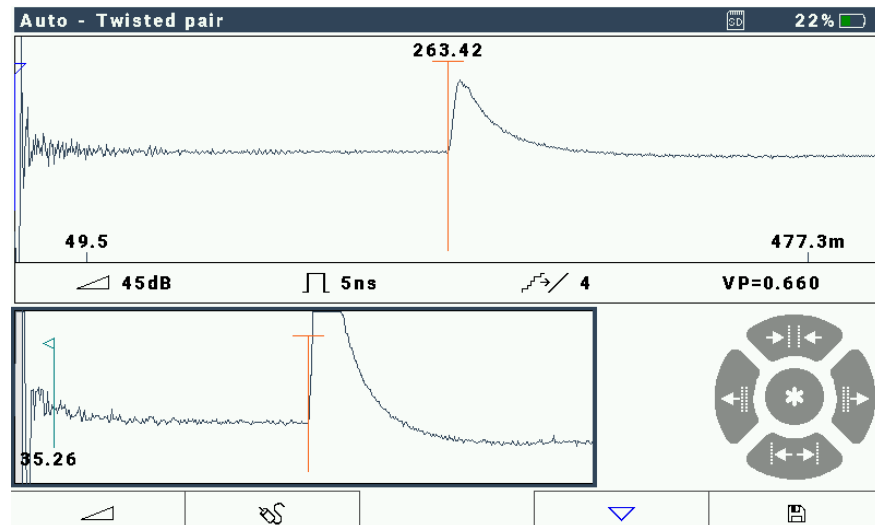 Auto - Twisted pair SD 22%
263.42
49.5 477.3m
45dB 5ns 4 VP=0.660
35.26